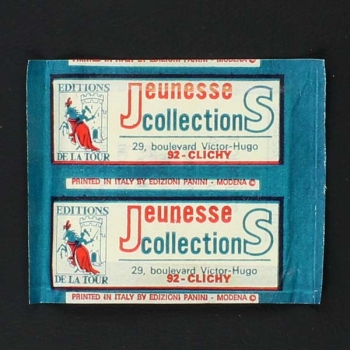 PRINTED IN ITALY BY EDIZIONI PANINI - MODENA ©
EDITIONS
DE LA TOUR
Jeunesse
collectionS
29, boulevard Victor-Hugo
92-CLICHY
PRINTED IN ITALY BY EDIZIONI PANINI - MODENA ©
EDITIONS
DE LA TOUR
Jeunesse
collectionS
29, boulevard Victor-Hugo
92-CLICHY
PRINTED IN ITALY BY EDIZIONI PANINI - MODENA ©